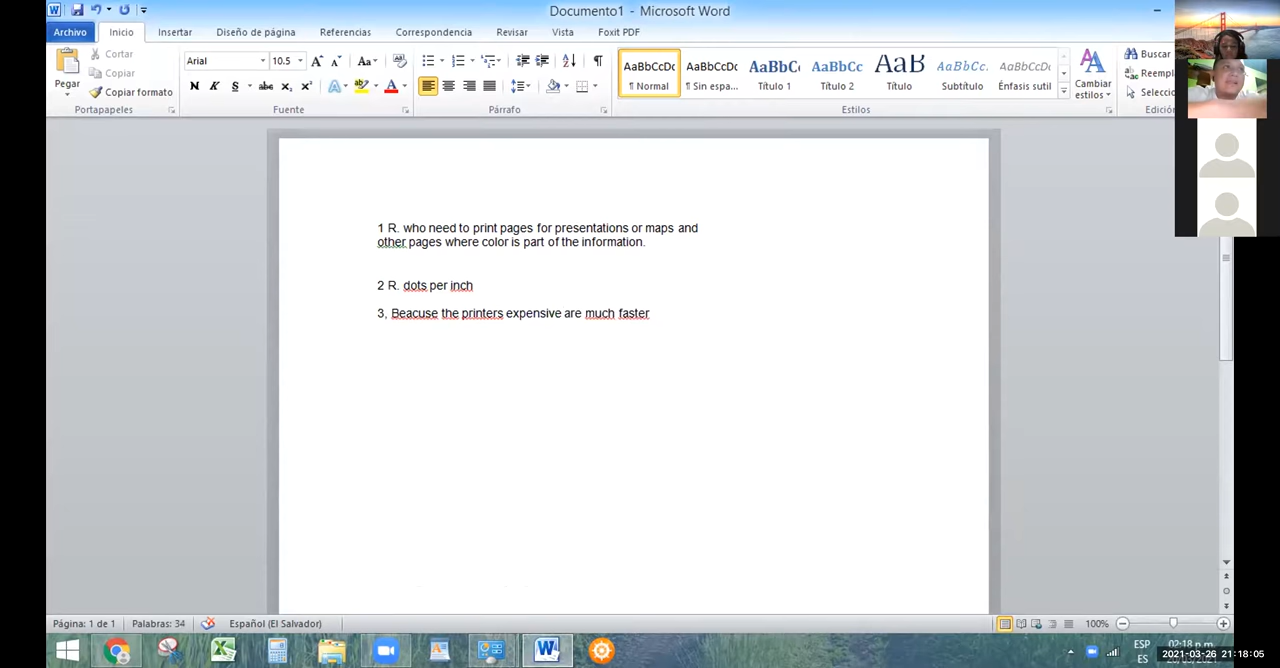 Documento1 - Microsoft Word
Archivo Inicio Insertar Diseño de página Referencias Correspondencia Revisar Vista Foxit PDF
Pegar Cortar Copiar Copiar formato Portapapeles
Arial 10.5 Fuente
Párrafo
AaBbCcDc AaBbCcDc AaBbCc AaBbCc AaB AaBbCc. AaBbCcDc
¶ Normal ¶ Sin espa... Título 1 Título 2 Título Subtítulo Énfasis sutil
Estilos
Cambiar estilos
Buscar
Reempl
Selecci
Edición
1 R. who need to print pages for presentations or maps and
other pages where color is part of the information.
2 R. dots per inch
3, Beacuse the printers expensive are much faster
Página: 1 de 1 Palabras: 34 Español (El Salvador) 100%
ESP
ES
02:18 p.m.
2021-03-26 21:18:05